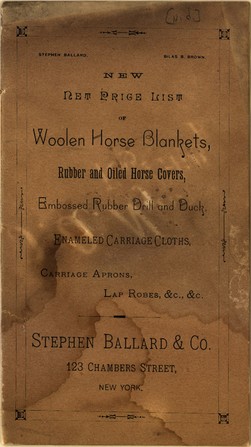 [n.d.]
STEPHEN BALLARD. SILAS B. BROWN.
NEW
NET PRICE LIST
OF
Woolen Horse Blankets,
Rubber and Oiled Horse Covers,
Embossed Rubber Drill and Duck,
ENAMELED CARRIAGE CLOTHS,
CARRIAGE APRONS,
LAP ROBES, &C., &C.
STEPHEN BALLARD & CO.
123 CHAMBERS STREET,
NEW YORK.